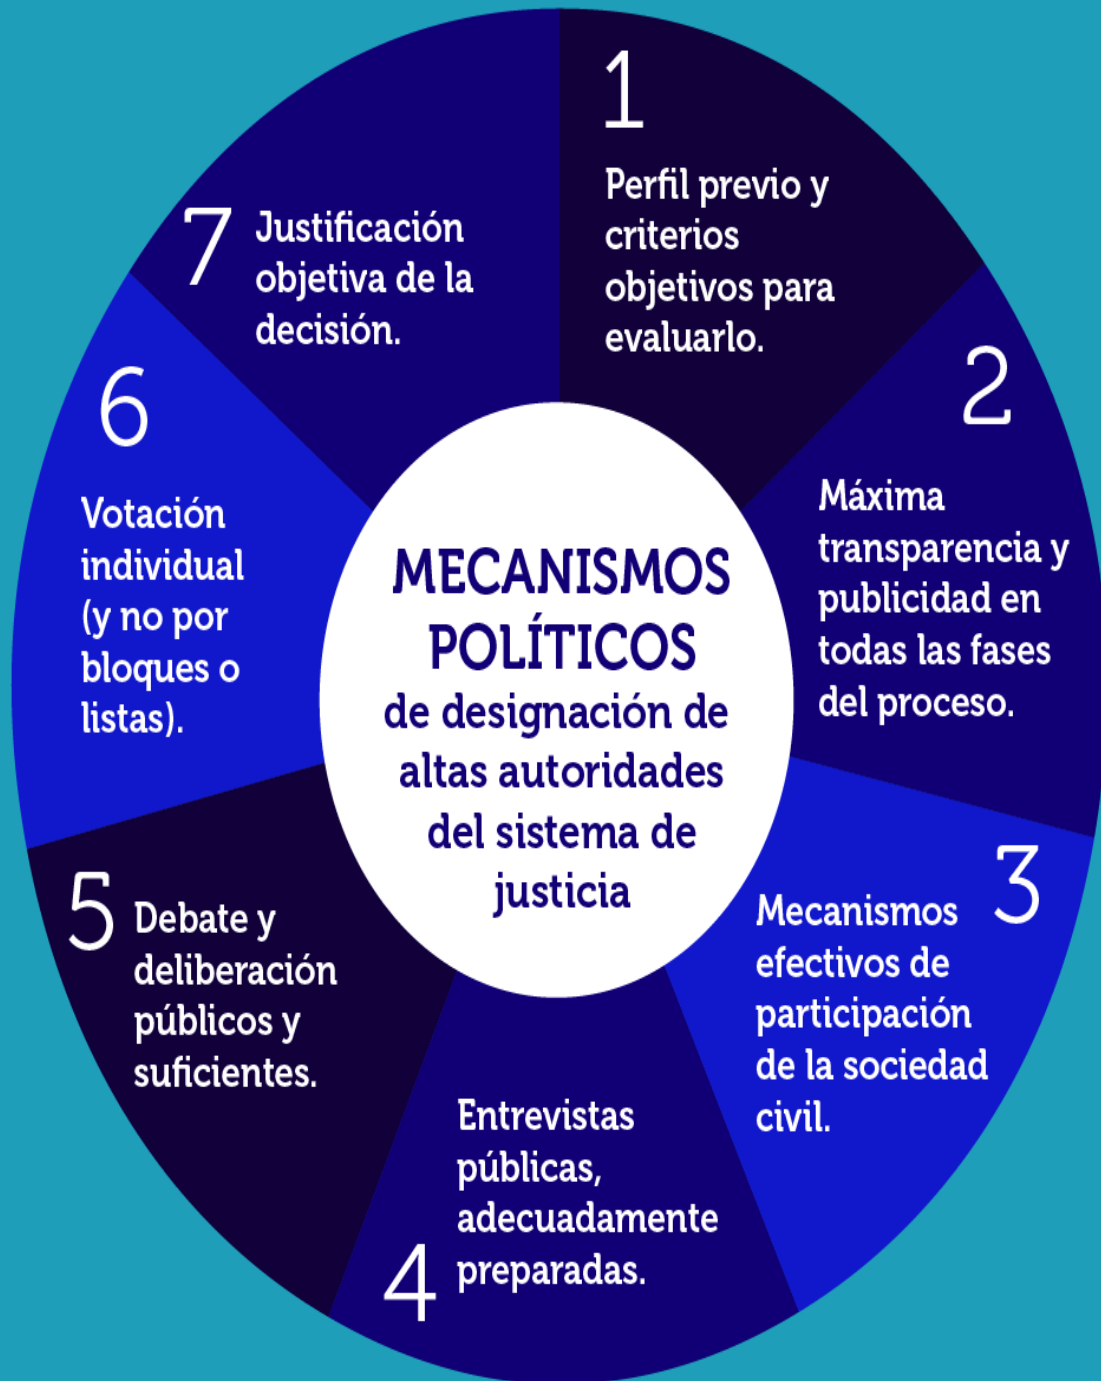 MECANISMOS
POLÍTICOS
de designación de
altas autoridades
del sistema de
justicia
1
Perfil previo y
criterios
objetivos para
evaluarlo.
2
Máxima
transparencia y
publicidad en
todas las fases
del proceso.
3
Mecanismos
efectivos de
participación
de la sociedad
civil.
4
Entrevistas
públicas,
adecuadamente
preparadas.
5
Debate y
deliberación
públicos y
suficientes.
6
Votación
individual
(y no por
bloques o
listas).
7
Justificación
objetiva de la
decisión.